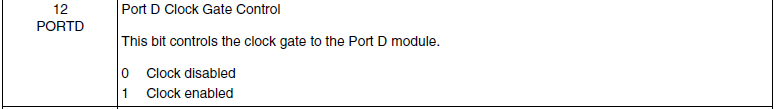 12 Port D Clock Gate Control
PORTD
This bit controls the clock gate to the Port D module.
0 Clock disabled
1 Clock enabled